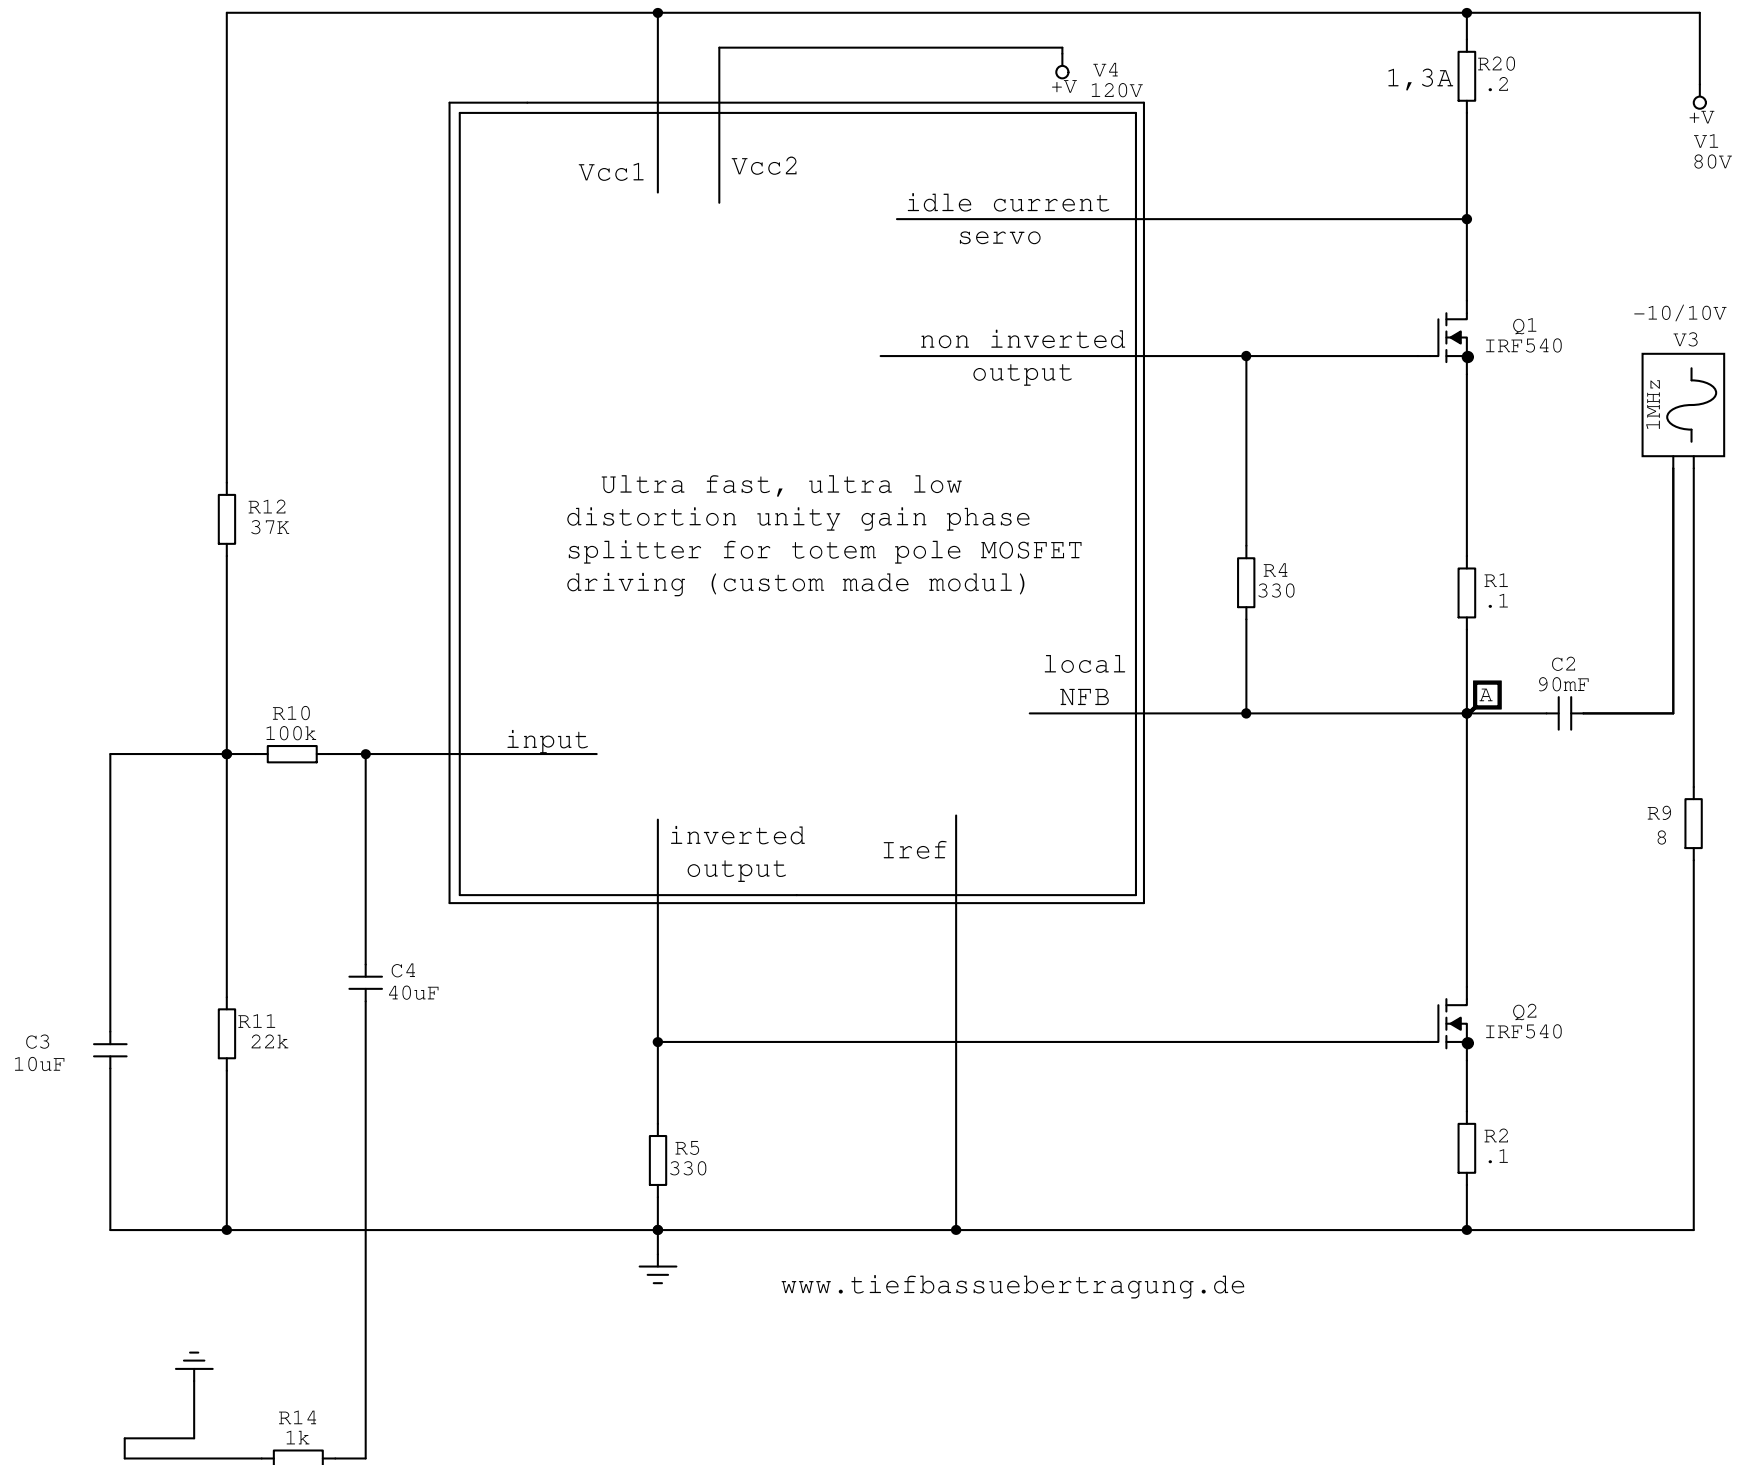 V4
+V
120V
1,3A
R20
.2
+V
V1
80V
Vcc1
Vcc2
idle current
servo
-10/10V
V3
1MHz
non inverted
output
Q1
IRF540
Ultra fast, ultra low
distortion unity gain phase
splitter for totem pole MOSFET
driving (custom made modul)
R12
37K
R4
330
R1
.1
local
NFB
A
C2
90mF
R10
100k
input
inverted
output
Iref
R9
8
C4
40uF
R11
22k
C3
10uF
Q2
IRF540
R5
330
R2
.1
www.tiefbassuebertragung.de
R14
1k